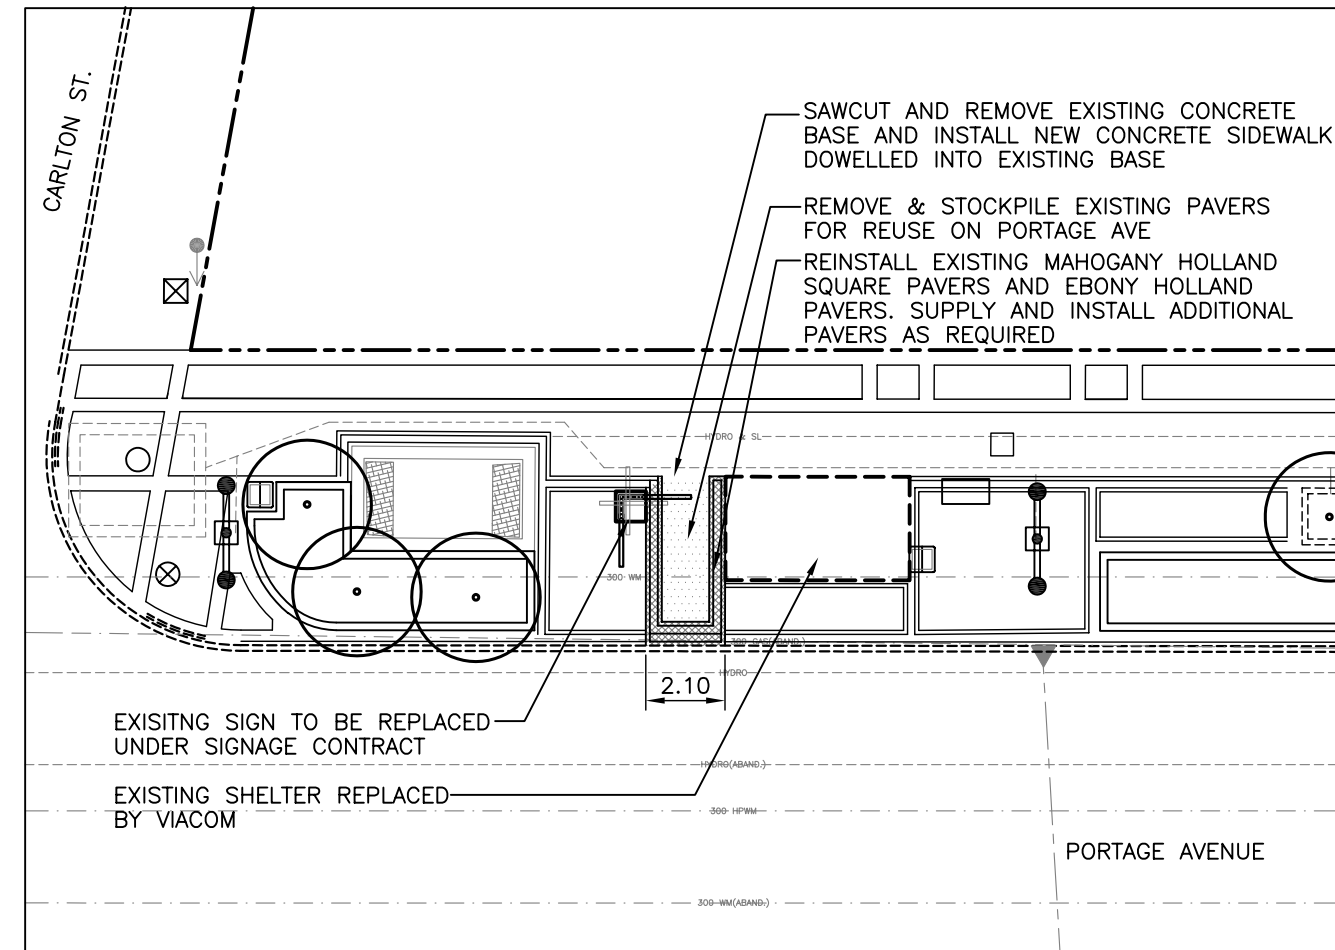 CARLTON ST.
SAWCUT AND REMOVE EXISTING CONCRETE
BASE AND INSTALL NEW CONCRETE SIDEWALK
DOWELLED INTO EXISTING BASE
REMOVE & STOCKPILE EXISTING PAVERS
FOR REUSE ON PORTAGE AVE
REINSTALL EXISTING MAHOGANY HOLLAND
SQUARE PAVERS AND EBONY HOLLAND
PAVERS. SUPPLY AND INSTALL ADDITIONAL
PAVERS AS REQUIRED
HYDRO & SL
300 WM
300 GAS(ABAND.)
HYDRO
2.10
EXISITNG SIGN TO BE REPLACED
UNDER SIGNAGE CONTRACT
HYDRO(ABAND.)
EXISTING SHELTER REPLACED
BY VIACOM
300 HPWM
PORTAGE AVENUE
300 WM(ABAND.)